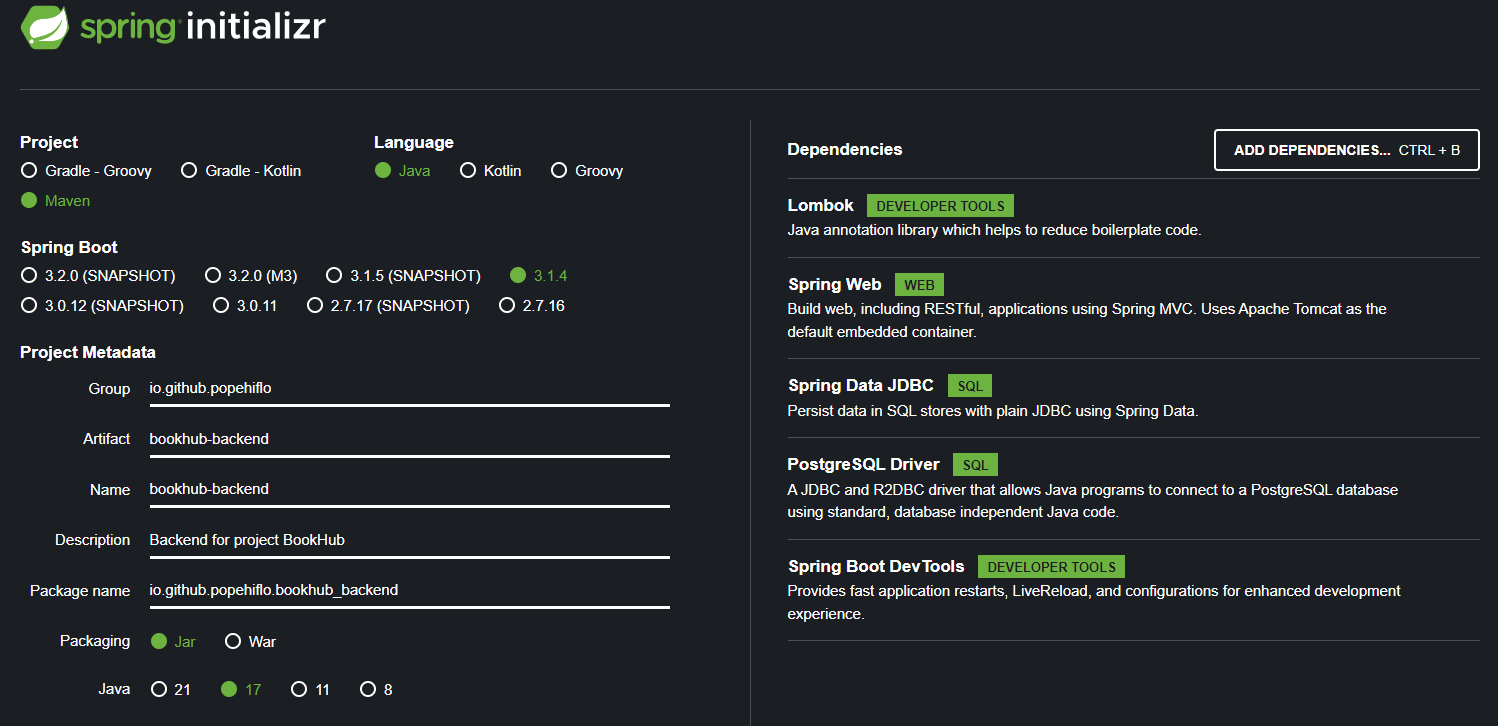 spring initializr
Project
Gradle - Groovy Gradle - Kotlin
Maven
Language
Java Kotlin Groovy
Spring Boot
3.2.0 (SNAPSHOT) 3.2.0 (M3) 3.1.5 (SNAPSHOT) 3.1.4
3.0.12 (SNAPSHOT) 3.0.11 2.7.17 (SNAPSHOT) 2.7.16
Project Metadata
Group io.github.popehiflo
Artifact bookhub-backend
Name bookhub-backend
Description Backend for project BookHub
Package name io.github.popehiflo.bookhub_backend
Packaging Jar War
Java 21 17 11 8
Dependencies
ADD DEPENDENCIES... CTRL + B
Lombok DEVELOPER TOOLS
Java annotation library which helps to reduce boilerplate code.
Spring Web WEB
Build web, including RESTful, applications using Spring MVC. Uses Apache Tomcat as the
default embedded container.
Spring Data JDBC SQL
Persist data in SQL stores with plain JDBC using Spring Data.
PostgreSQL Driver SQL
A JDBC and R2DBC driver that allows Java programs to connect to a PostgreSQL database
using standard, database independent Java code.
Spring Boot DevTools DEVELOPER TOOLS
Provides fast application restarts, LiveReload, and configurations for enhanced development
experience.